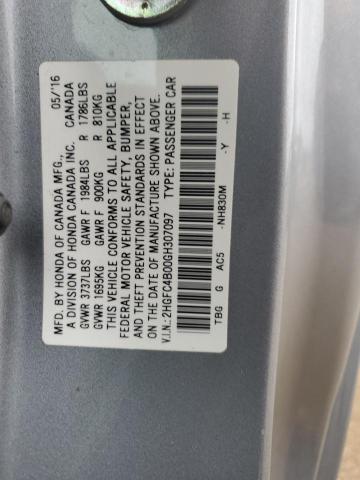 MFD. BY HONDA OF CANADA MFG., 05/'16
A DIVISION OF HONDA CANADA INC. CANADA
GVWR 3737LBS GAWR F 1984LBS R 1786LBS
GVWR 1695KG GAWR F 900KG R 810KG
THIS VEHICLE CONFORMS TO ALL APPLICABLE
FEDERAL MOTOR VEHICLE SAFETY, BUMPER,
AND THEFT PREVENTION STANDARDS IN EFFECT
ON THE DATE OF MANUFACTURE SHOWN ABOVE.
V.I.N.: 2HGFC4B00GH307097 TYPE: PASSENGER CAR
TBG G AC5 -NH830M -Y -H